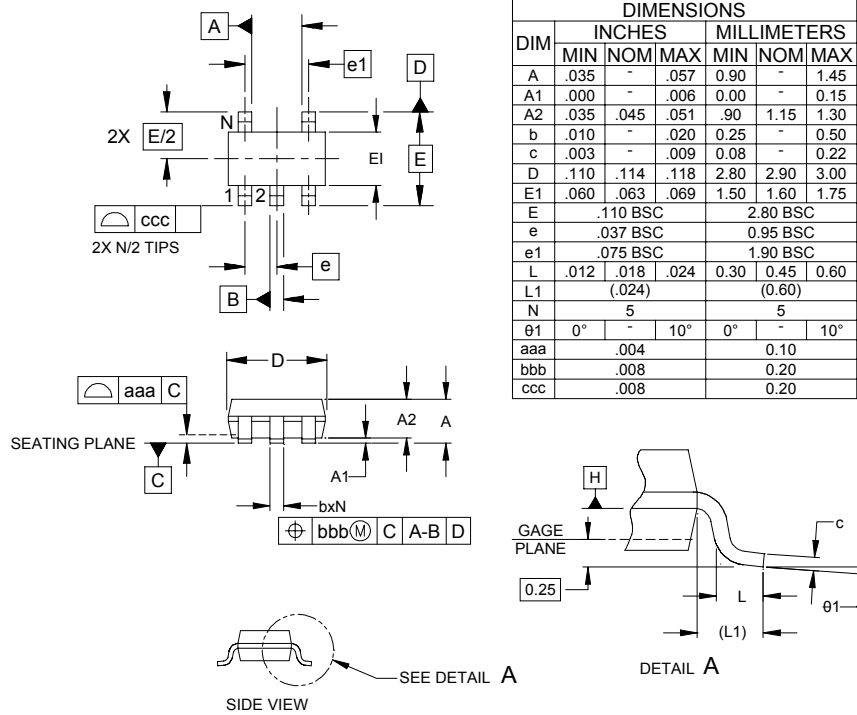 A
e1
D
N
2X E/2
EI
E
1 2
ccc
2X N/2 TIPS
e
B
D
aaa C
A2 A
SEATING PLANE
C
A1
bxN
bbbⓂ C A-B D
SEE DETAIL A
SIDE VIEW
DIMENSIONS
DIM INCHES MILLIMETERS
MIN NOM MAX MIN NOM MAX
A .035 - .057 0.90 - 1.45
A1 .000 - .006 0.00 - 0.15
A2 .035 .045 .051 .90 1.15 1.30
b .010 - .020 0.25 - 0.50
c .003 - .009 0.08 - 0.22
D .110 .114 .118 2.80 2.90 3.00
E1 .060 .063 .069 1.50 1.60 1.75
E .110 BSC 2.80 BSC
e .037 BSC 0.95 BSC
e1 .075 BSC 1.90 BSC
L .012 .018 .024 0.30 0.45 0.60
L1 (.024) (0.60)
N 5 5
θ1 0° - 10° 0° - 10°
aaa .004 0.10
bbb .008 0.20
ccc .008 0.20
H
c
GAGE
PLANE
0.25
L
θ1
(L1)
DETAIL A